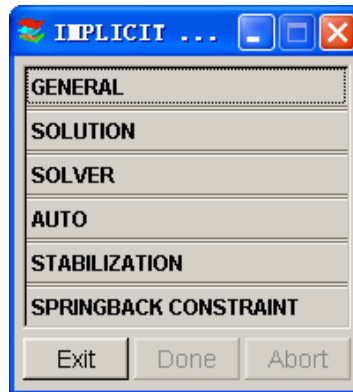 IMPLICIT ...
GENERAL
SOLUTION
SOLVER
AUTO
STABILIZATION
SPRINGBACK CONSTRAINT
Exit Done Abort